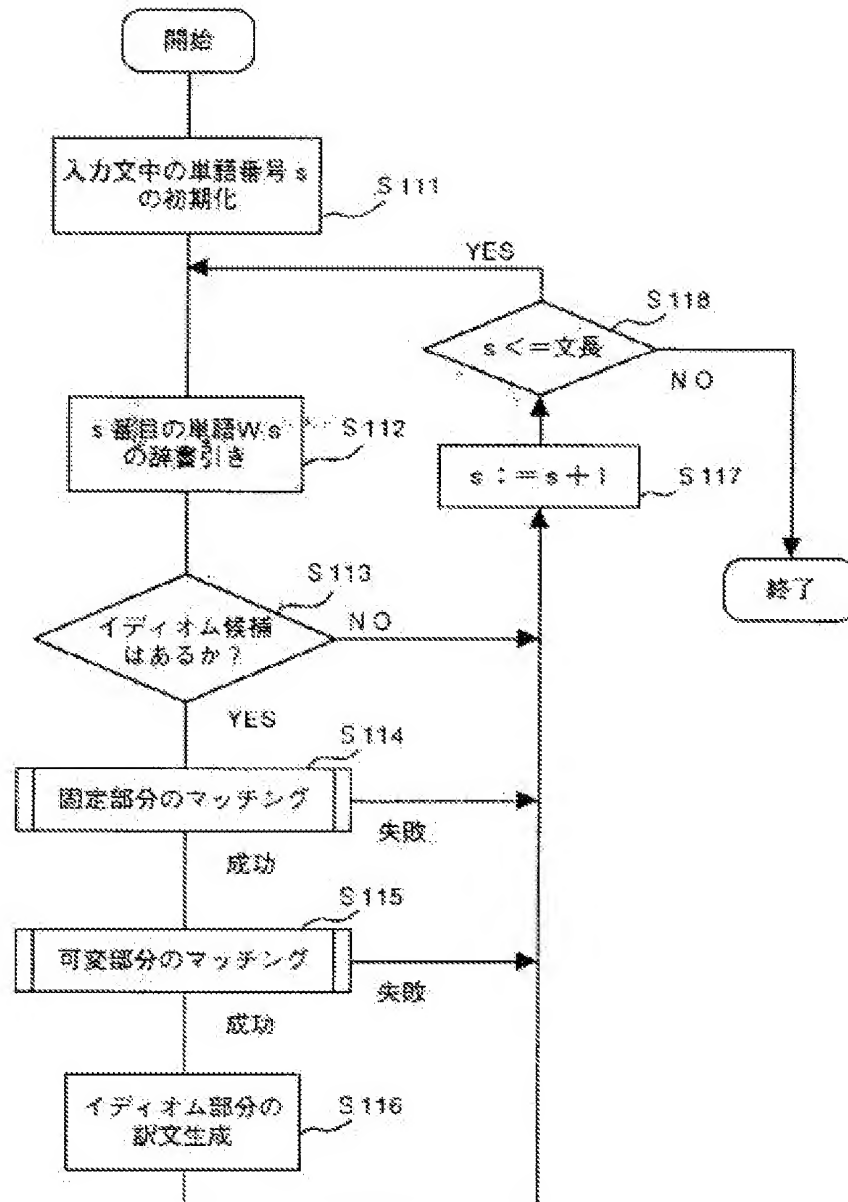 開始
入力文中の単語番号 s
の初期化
S111
YES
S118
s<=文長
NO
s番目の単語Ws
の辞書引き
S112
s:=s+1
S117
終了
S113
イディオム候補
はあるか?
NO
YES
S114
固定部分のマッチング
失敗
成功
S115
可変部分のマッチング
失敗
成功
イディオム部分の
訳文生成
S116